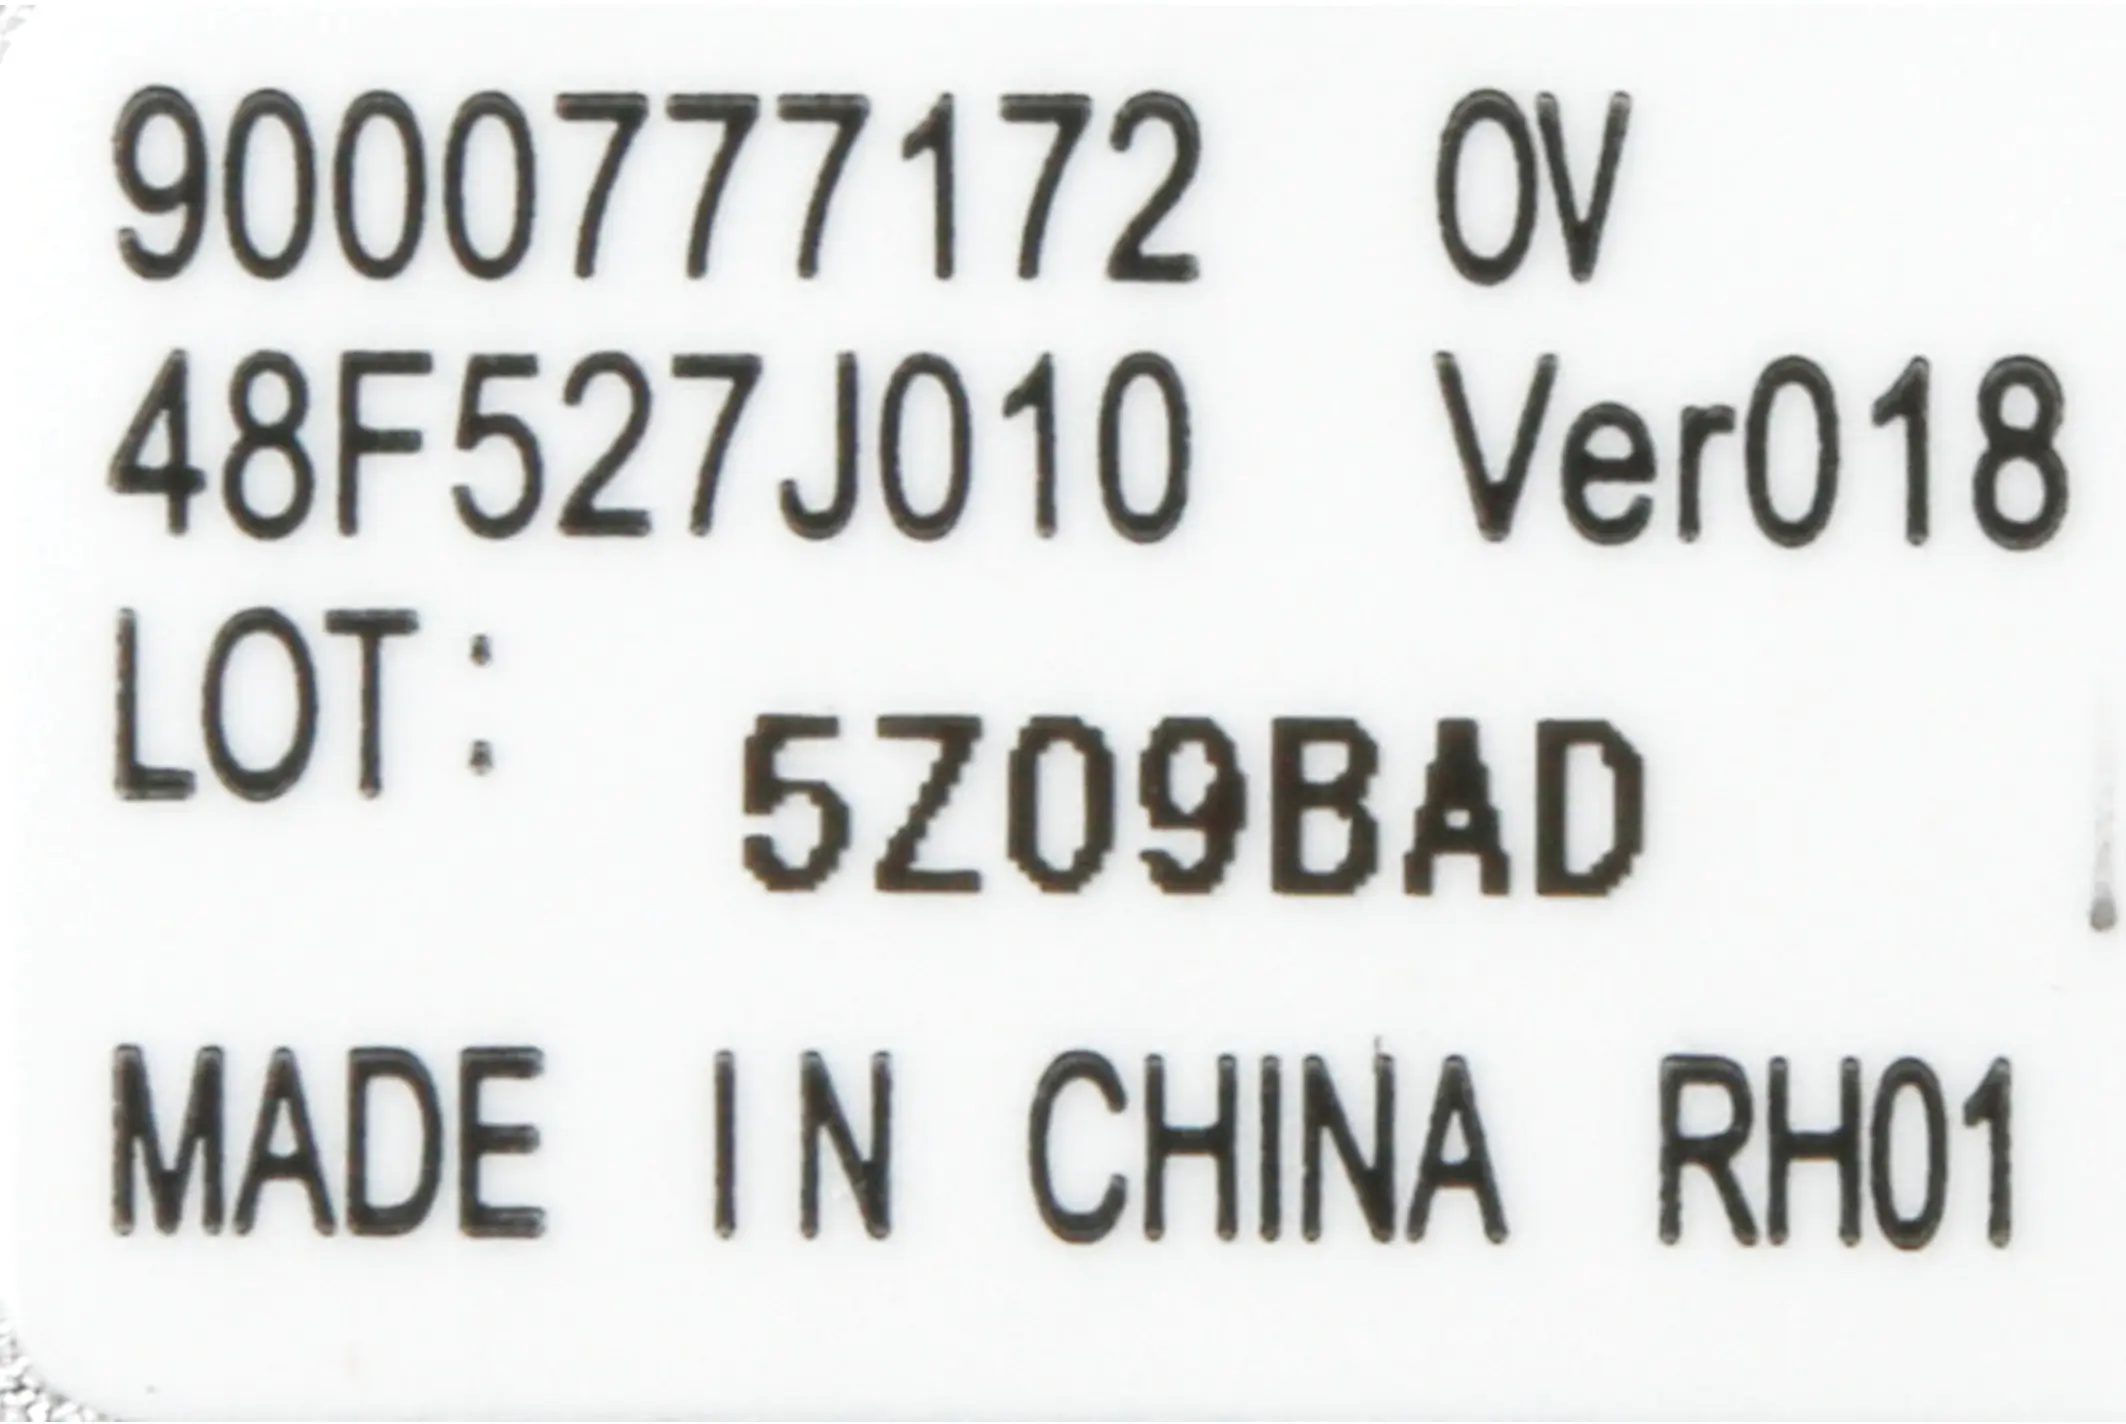 9000777172 0V
48F527J010 Ver018
LOT:
5Z09BAD
MADE IN CHINA RH01